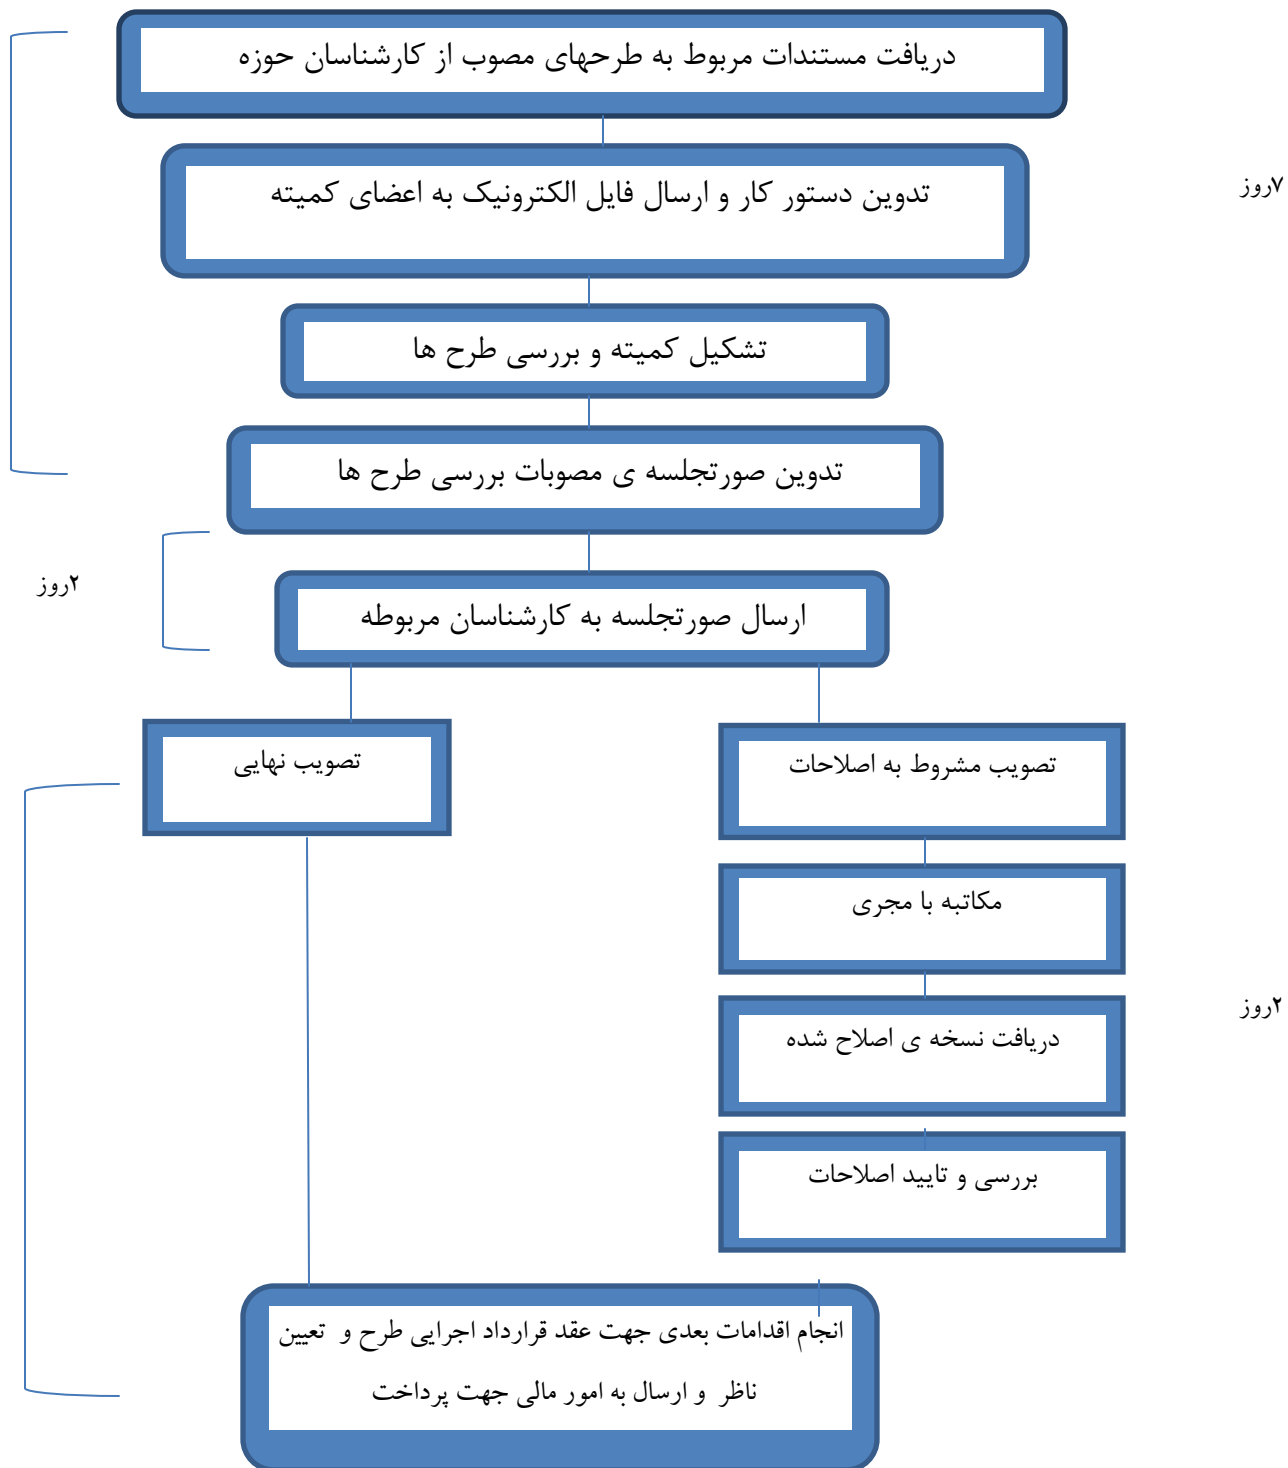 دریافت مستندات مربوط به طرحهای مصوب از کارشناسان حوزه
۷روز
تدوین دستور کار و ارسال فایل الکترونیک به اعضای کمیته
تشکیل کمیته و بررسی طرح ها
تدوین صورتجلسه ی مصوبات بررسی طرح ها
۲روز
ارسال صورتجلسه به کارشناسان مربوطه
تصویب مشروط به اصلاحات
تصویب نهایی
مکاتبه با مجری
۲روز
دریافت نسخه ی اصلاح شده
بررسی و تایید اصلاحات
انجام اقدامات بعدی جهت عقد قرارداد اجرایی طرح و تعیین
ناظر و ارسال به امور مالی جهت پرداخت